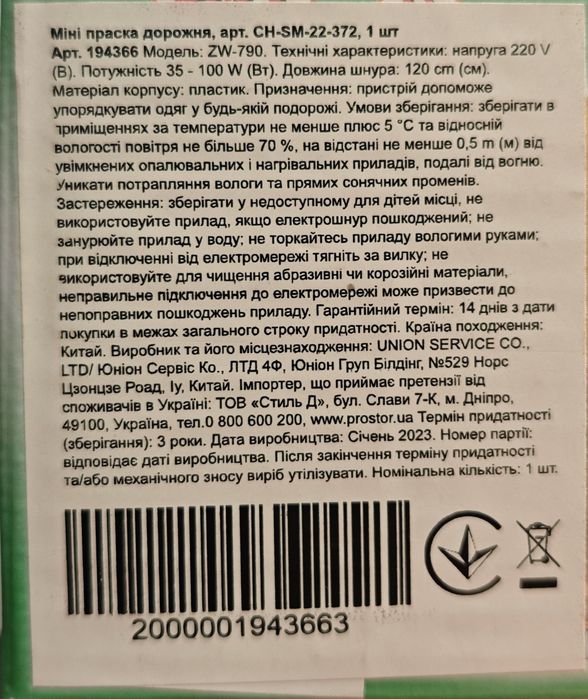 Міні праска дорожня, арт. CH-SM-22-372, 1 шт
Арт. 194366 Модель: ZW-790. Технічні характеристики: напруга 220 V
(В). Потужність 35 - 100 W (Вт). Довжина шнура: 120 cm (см).
Матеріал корпусу: пластик. Призначення: пристрій допоможе
упорядкувати одяг у будь-якій подорожі. Умови зберігання: зберігати в
приміщеннях за температури не менше плюс 5 °С та відносній
вологості повітря не більше 70 %, на відстані не менше 0,5 m (м) від
увімкнених опалювальних і нагрівальних приладів, подалі від вогню.
Уникати потрапляння вологи та прямих сонячних променів.
Застереження: зберігати у недоступному для дітей місці, не
використовуйте прилад, якщо електрошнур пошкоджений; не
занурюйте прилад у воду; не торкайтесь приладу вологими руками;
при відключенні від електромережі тягніть за вилку; не
використовуйте для чищення абразивні чи корозійні матеріали,
неправильне підключення до електромережі може призвести до
непоправних пошкоджень приладу. Гарантійний термін: 14 днів з дати
покупки в межах загального строку придатності. Країна походження:
Китай. Виробник та його місцезнаходження: UNION SERVICE CO.,
LTD/ Юніон Сервіс Ко., ЛТД 4Ф, Юніон Груп Білдінг, №529 Норс
Цзонцзе Роад, Іу, Китай. Імпортер, що приймає претензії від
споживачів в Україні: ТОВ «Стиль Д», бул. Слави 7-К, м. Дніпро,
49100, Україна, тел.0 800 600 200, www.prostor.ua Термін придатності
(зберігання): 3 роки. Дата виробництва: Січень 2023. Номер партії:
відповідає даті виробництва. Після закінчення терміну придатності
та/або механічного зносу виріб утилізувати. Номінальна кількість: 1 шт.
2000001943663